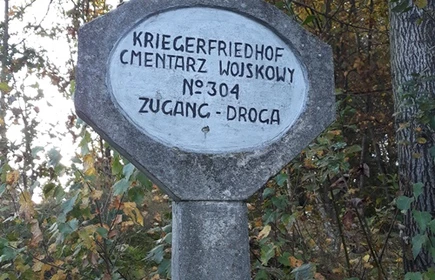 KRIEGERFRIEDHOF
CMENTARZ WOJSKOWY
No 304
ZUGANG - DROGA